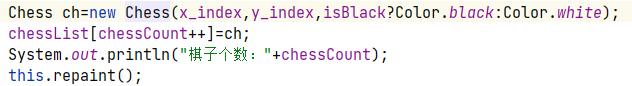 Chess ch=new Chess(x_index,y_index,isBlack?Color.black:Color.white);
chessList[chessCount++]=ch;
System.out.println("棋子个数："+chessCount);
this.repaint();